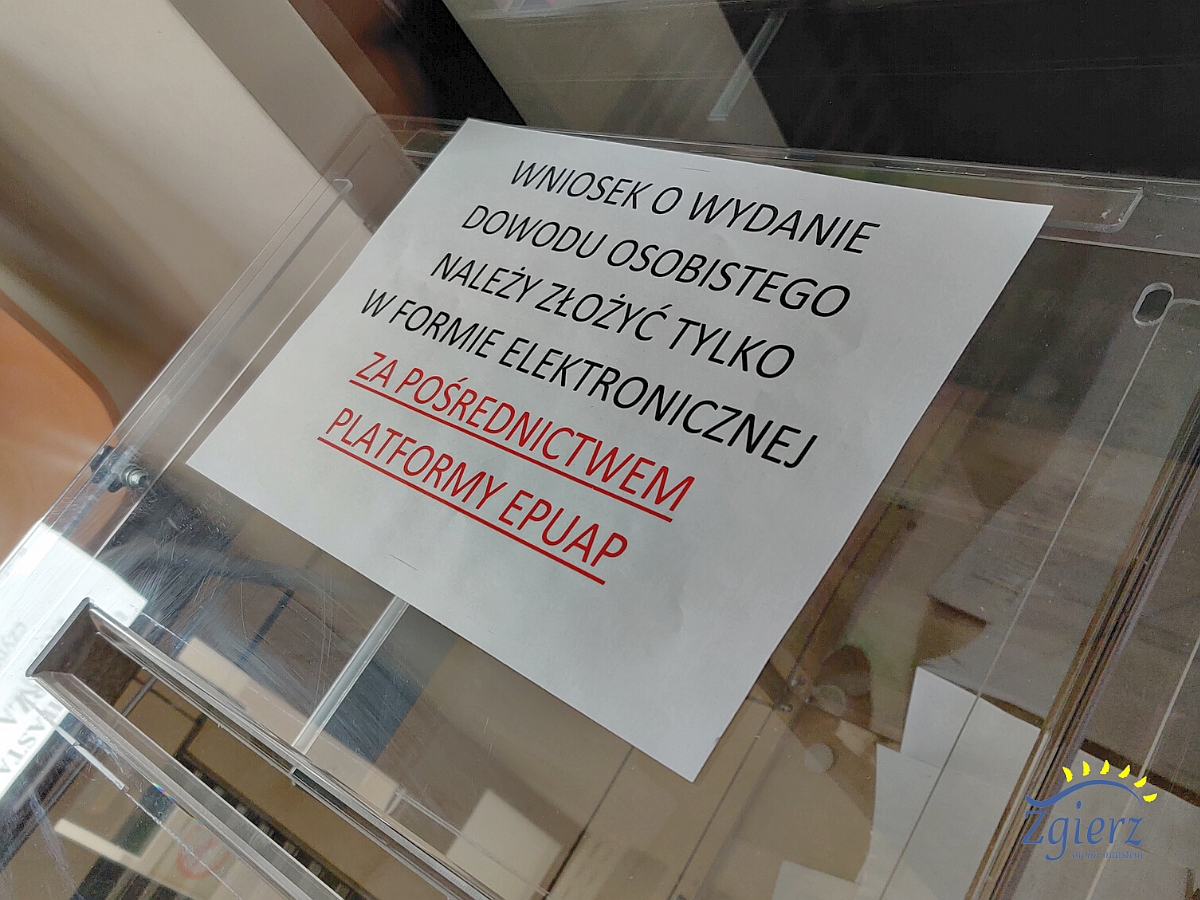 WNIOSEK O WYDANIE
DOWODU OSOBISTEGO
NALEŻY ZŁOŻYĆ TYLKO
W FORMIE ELEKTRONICZNEJ
ZA POŚREDNICTWEM
PLATFORMY EPUAP
Zgierz